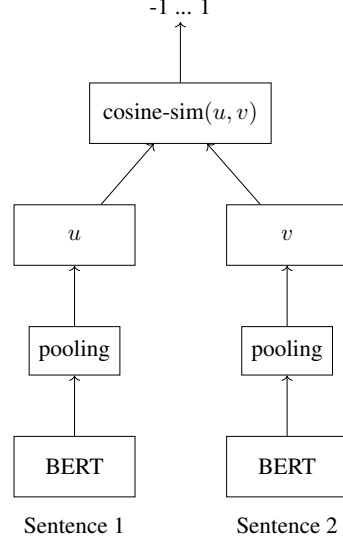 -1 ... 1
cosine-sim(u, v)
u
v
pooling
pooling
BERT
BERT
Sentence 1
Sentence 2